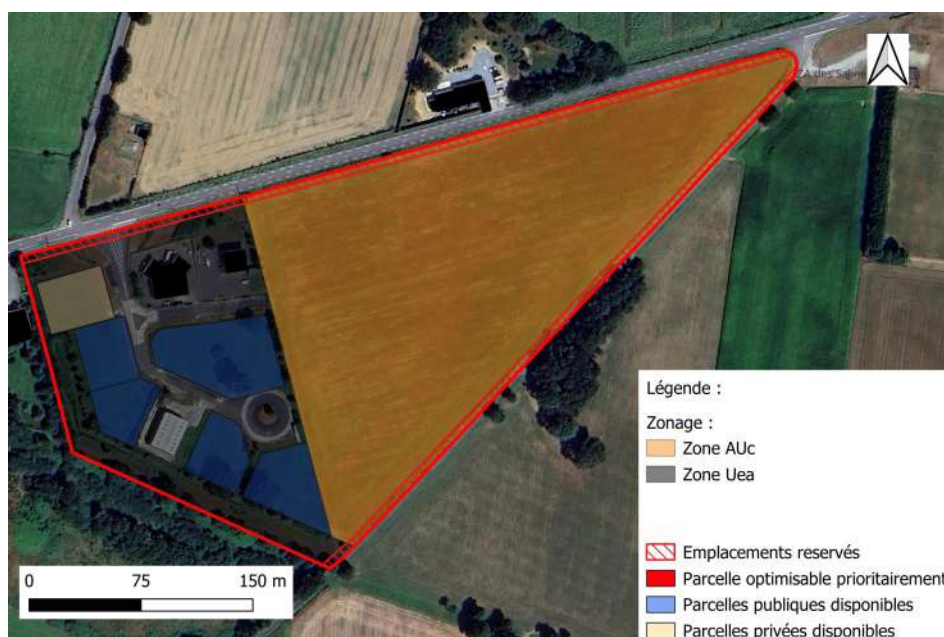 ZA des Saline
Légende :
Zonage :
Zone AUc
Zone Uea
Emplacements reservés
Parcelle optimisable prioritairement
Parcelles publiques disponibles
Parcelles privées disponibles
0 75 150 m